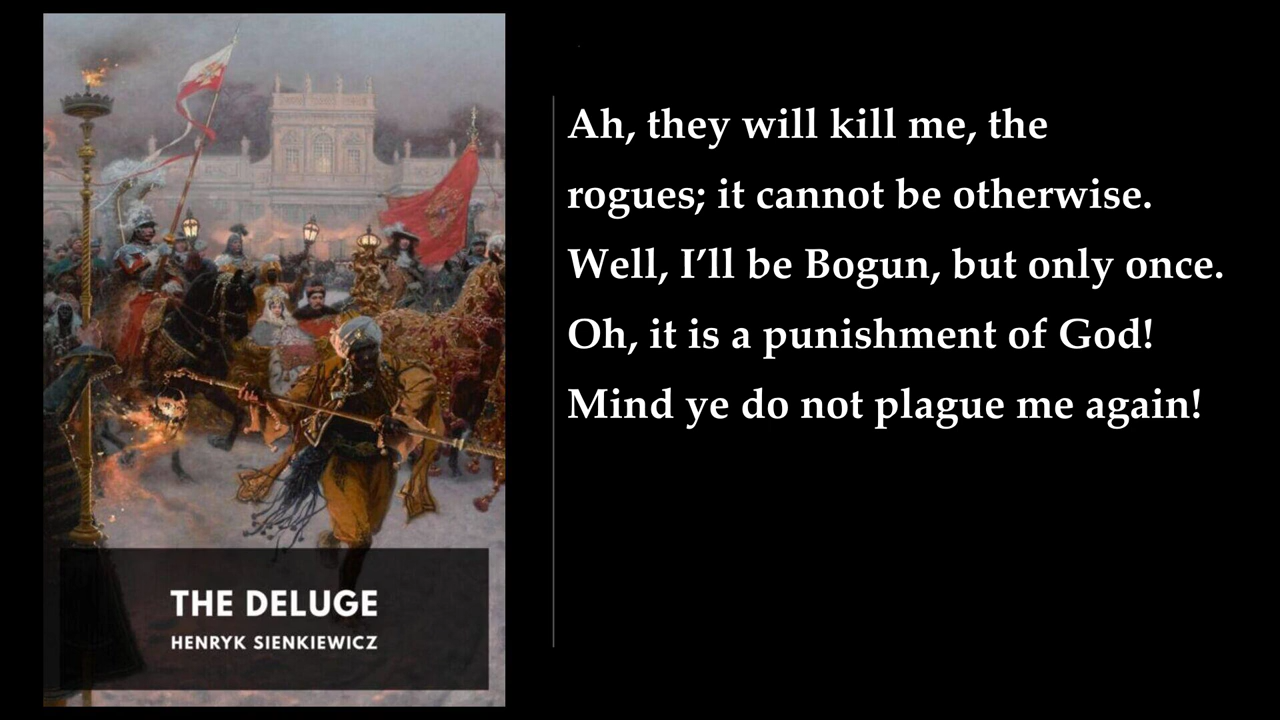 THE DELUGE
HENRYK SIENKIEWICZ
Ah, they will kill me, the
rogues; it cannot be otherwise.
Well, I’ll be Bogun, but only once.
Oh, it is a punishment of God!
Mind ye do not plague me again!